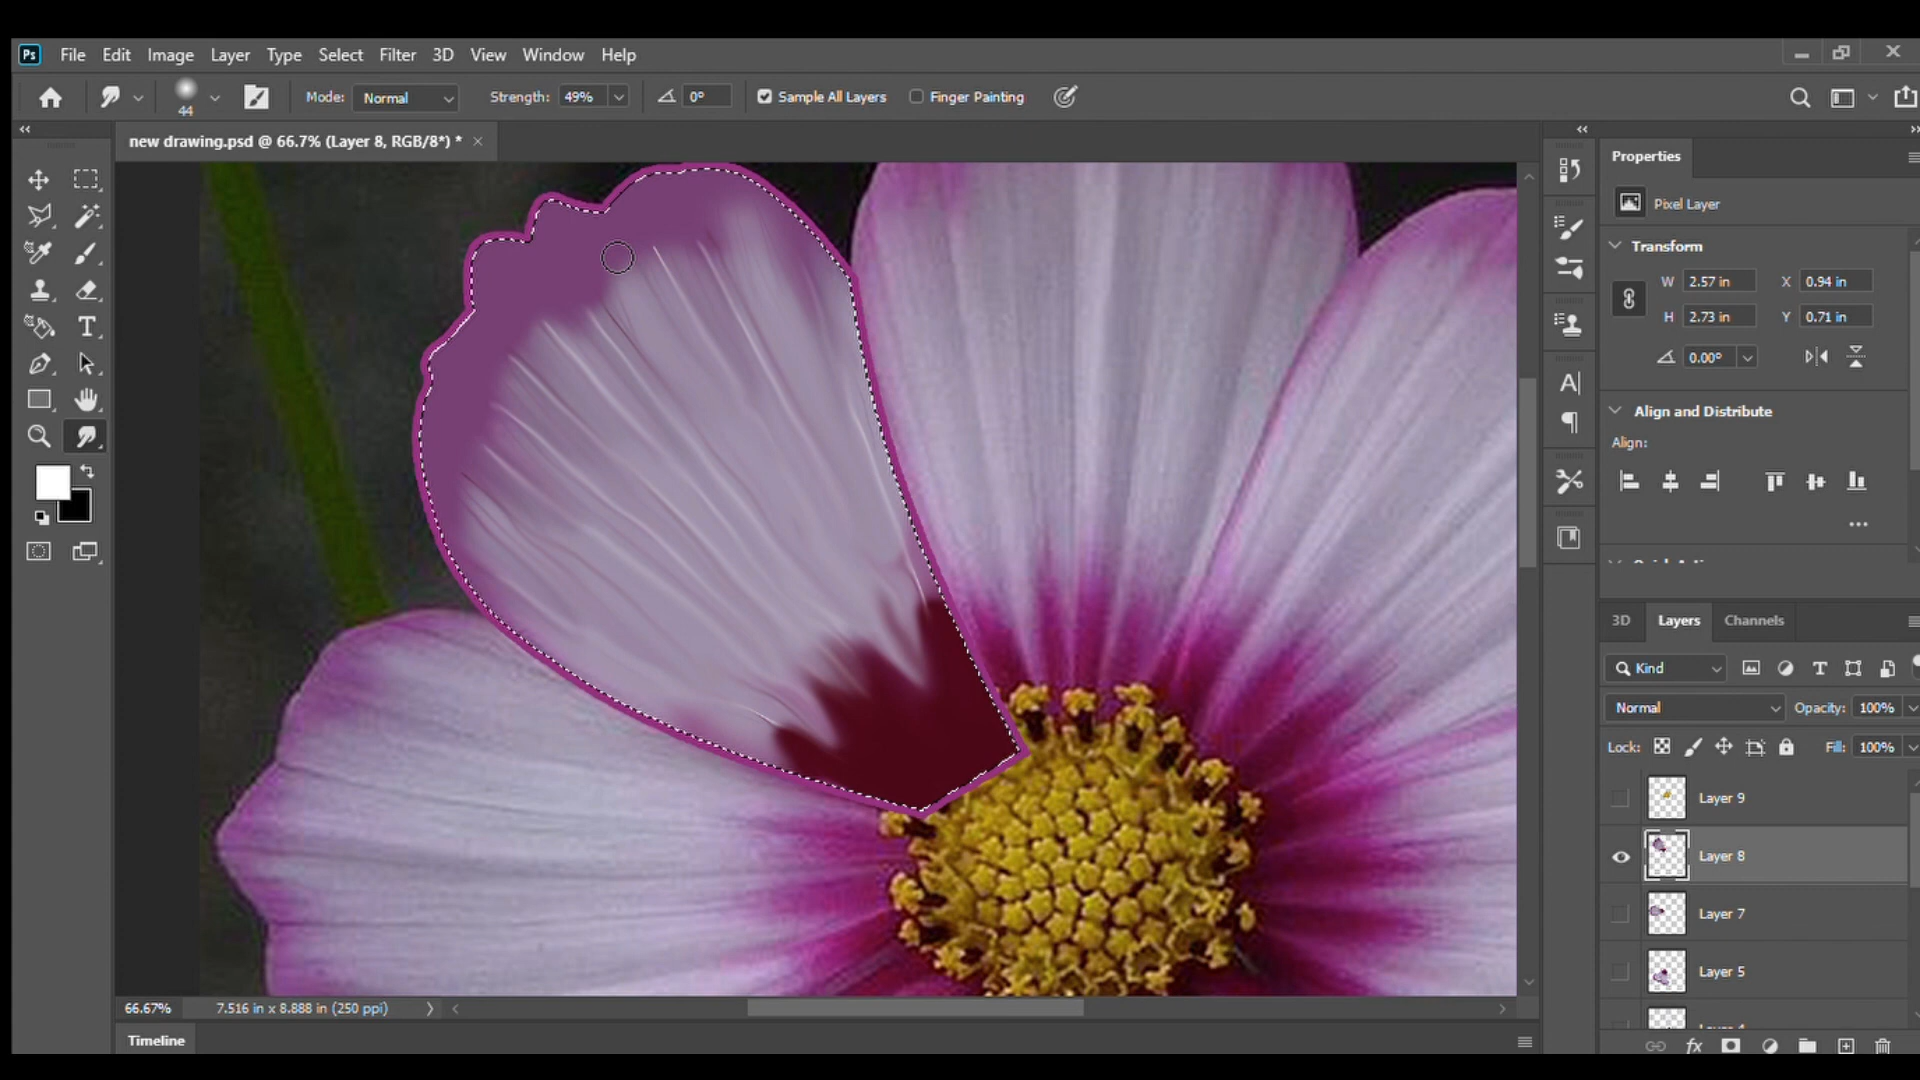 Ps File Edit Image Layer Type Select Filter 3D View Window Help
44 Mode: Normal Strength: 49% 0° Sample All Layers Finger Painting
new drawing.psd @ 66.7% (Layer 8, RGB/8*) * ×
Properties
Pixel Layer
Transform
W 2.57 in X 0.94 in
H 2.73 in Y 0.71 in
0.00°
Align and Distribute
Align:
3D Layers Channels
Kind
Normal Opacity: 100%
Lock: Fill: 100%
Layer 9
Layer 8
Layer 7
Layer 5
fx
66.67% 7.516 in x 8.888 in (250 ppi)
Timeline